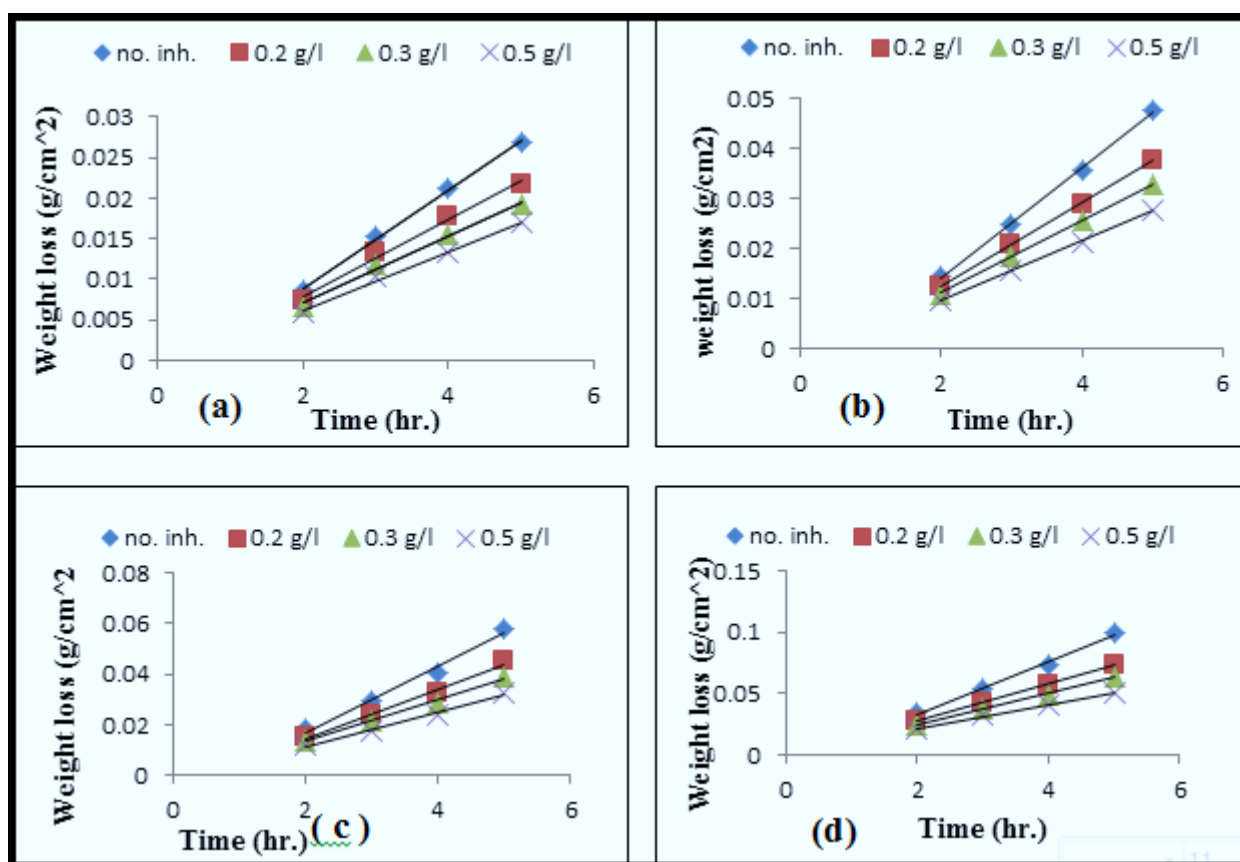 no. inh. 0.2 g/l 0.3 g/l 0.5 g/l
Weight loss (g/cm^2)
0.03
0.025
0.02
0.015
0.01
0.005
0
0 2 4 6
(a)
Time (hr.)
no. inh. 0.2 g/l 0.3 g/l 0.5 g/l
weight loss (g/cm2)
0.05
0.04
0.03
0.02
0.01
0
0 2 4 6
(b)
Time (hr.)
no. inh. 0.2 g/l 0.3 g/l 0.5 g/l
Weight loss (g/cm^2
0.08
0.06
0.04
0.02
0
0 2 4 6
Time (hr.) ( c )
no. inh. 0.2 g/l 0.3 g/l 0.5 g/l
Weight loss (g/cm^2)
0.15
0.1
0.05
0
0 2 4 6
(d) Time (hr.)
11